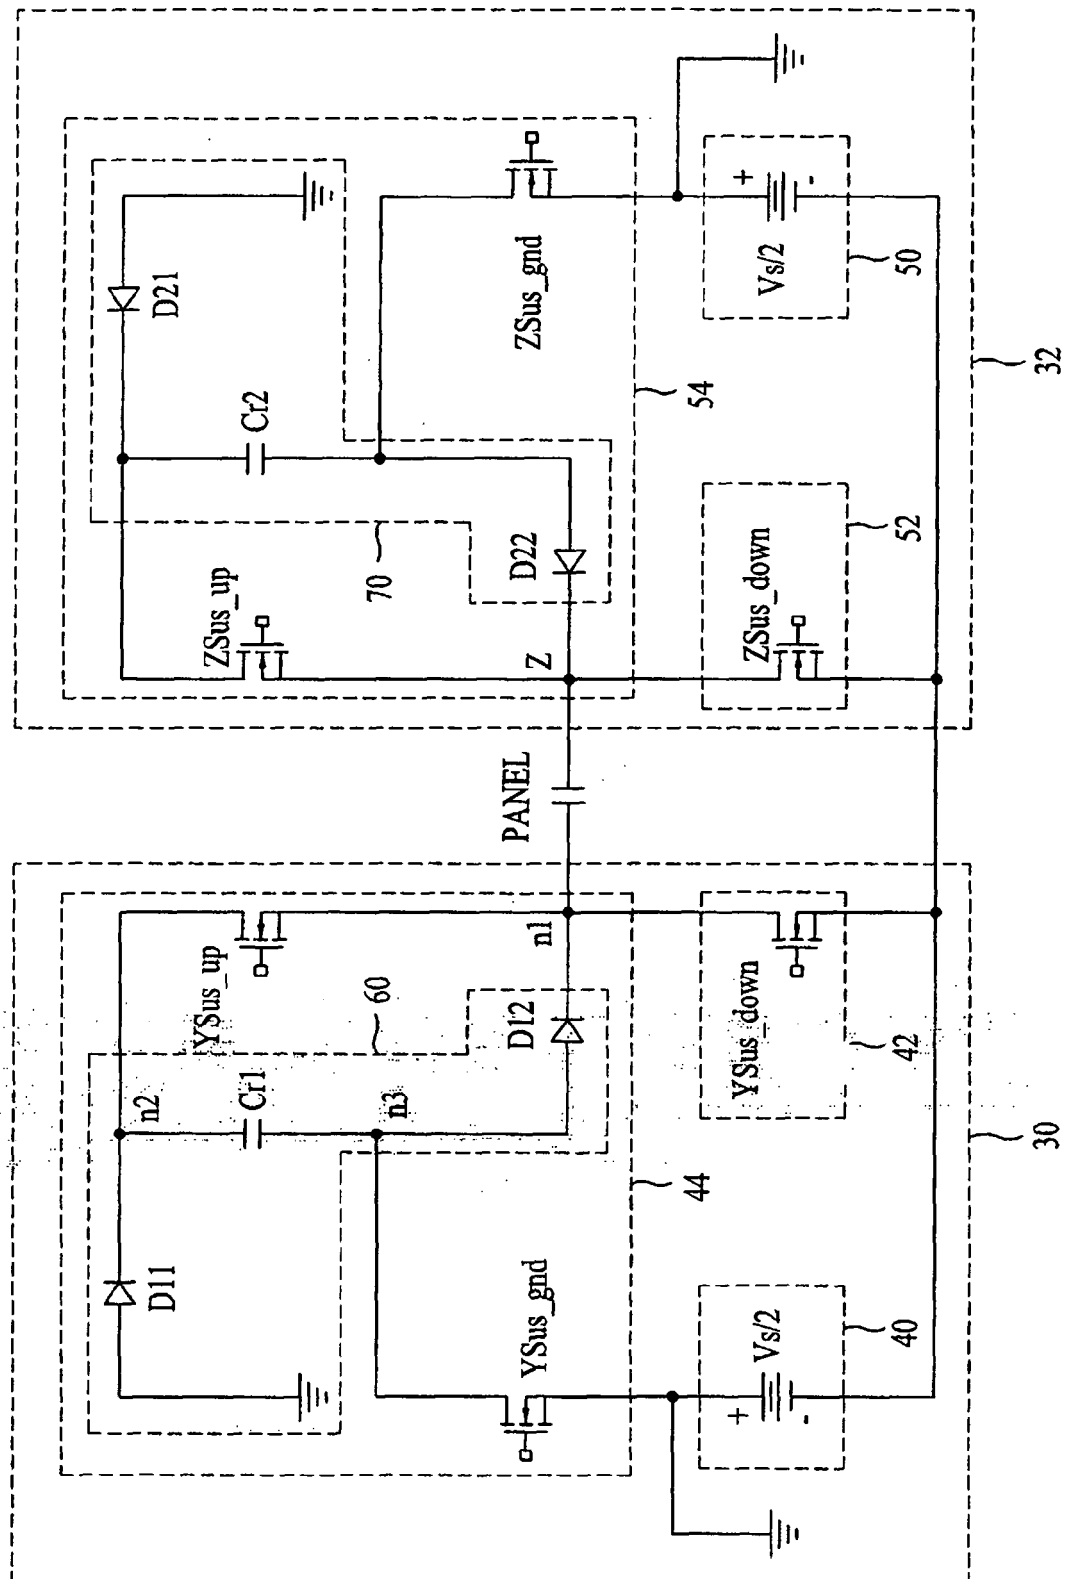 D21
Cr2
ZSus_up
70
D22
Z
ZSus_gnd
54
+
Vs/2
-
50
ZSus_down
52
32
PANEL
YSus_up
n1
60
D12
n2
Cr1
n3
D11
YSus_gnd
44
YSus_down
42
+
Vs/2
-
40
30